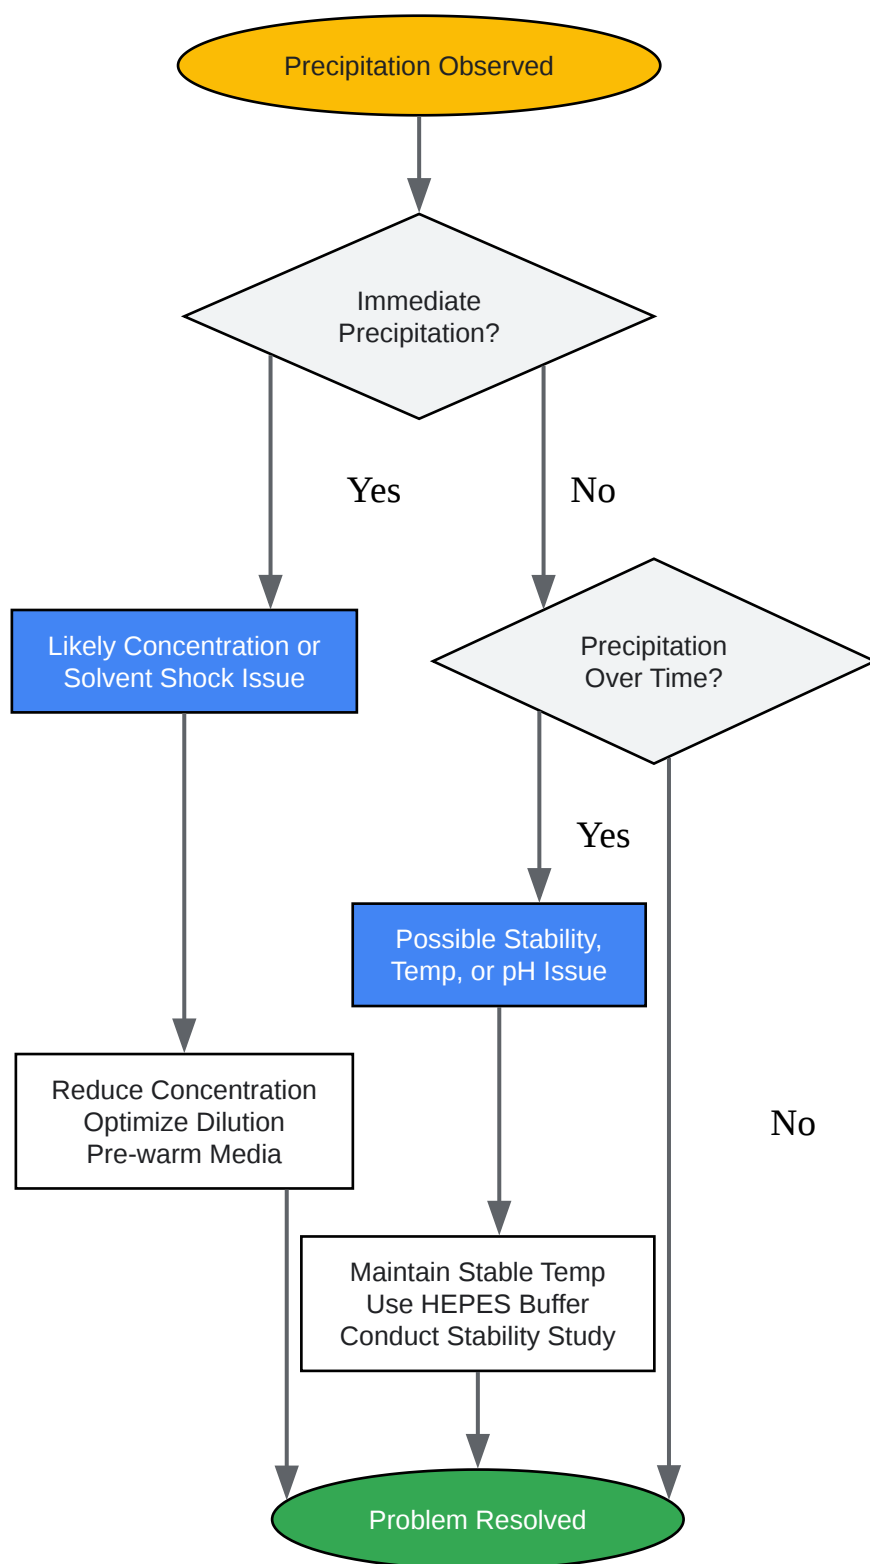 Precipitation Observed
Immediate
Precipitation?
Yes
No
Likely Concentration or
Solvent Shock Issue
Precipitation
Over Time?
Yes
Possible Stability,
Temp, or pH Issue
Reduce Concentration
Optimize Dilution
Pre-warm Media
No
Maintain Stable Temp
Use HEPES Buffer
Conduct Stability Study
Problem Resolved